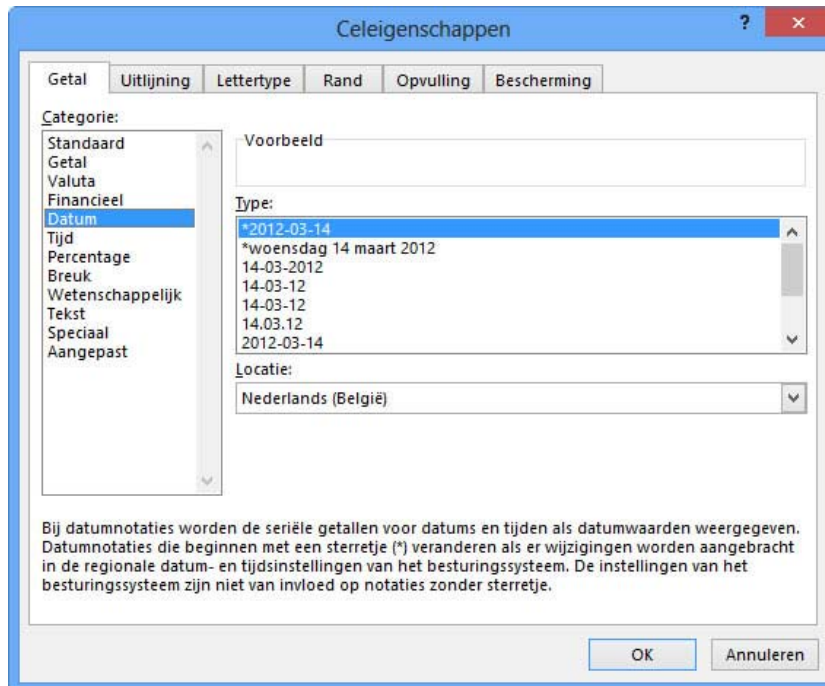 Celeigenschappen
?
Getal Uitlijning Lettertype Rand Opvulling Bescherming
Categorie:
Standaard
Getal
Valuta
Financieel
Datum
Tijd
Percentage
Breuk
Wetenschappelijk
Tekst
Speciaal
Aangepast
Voorbeeld
Type:
*2012-03-14
*woensdag 14 maart 2012
14-03-2012
14-03-12
14-03-12
14.03.12
2012-03-14
Locatie:
Nederlands (België)
Bij datumnotaties worden de seriële getallen voor datums en tijden als datumwaarden weergegeven.
Datumnotaties die beginnen met een sterretje (*) veranderen als er wijzigingen worden aangebracht
in de regionale datum- en tijdsinstellingen van het besturingssysteem. De instellingen van het
besturingssysteem zijn niet van invloed op notaties zonder sterretje.
OK Annuleren